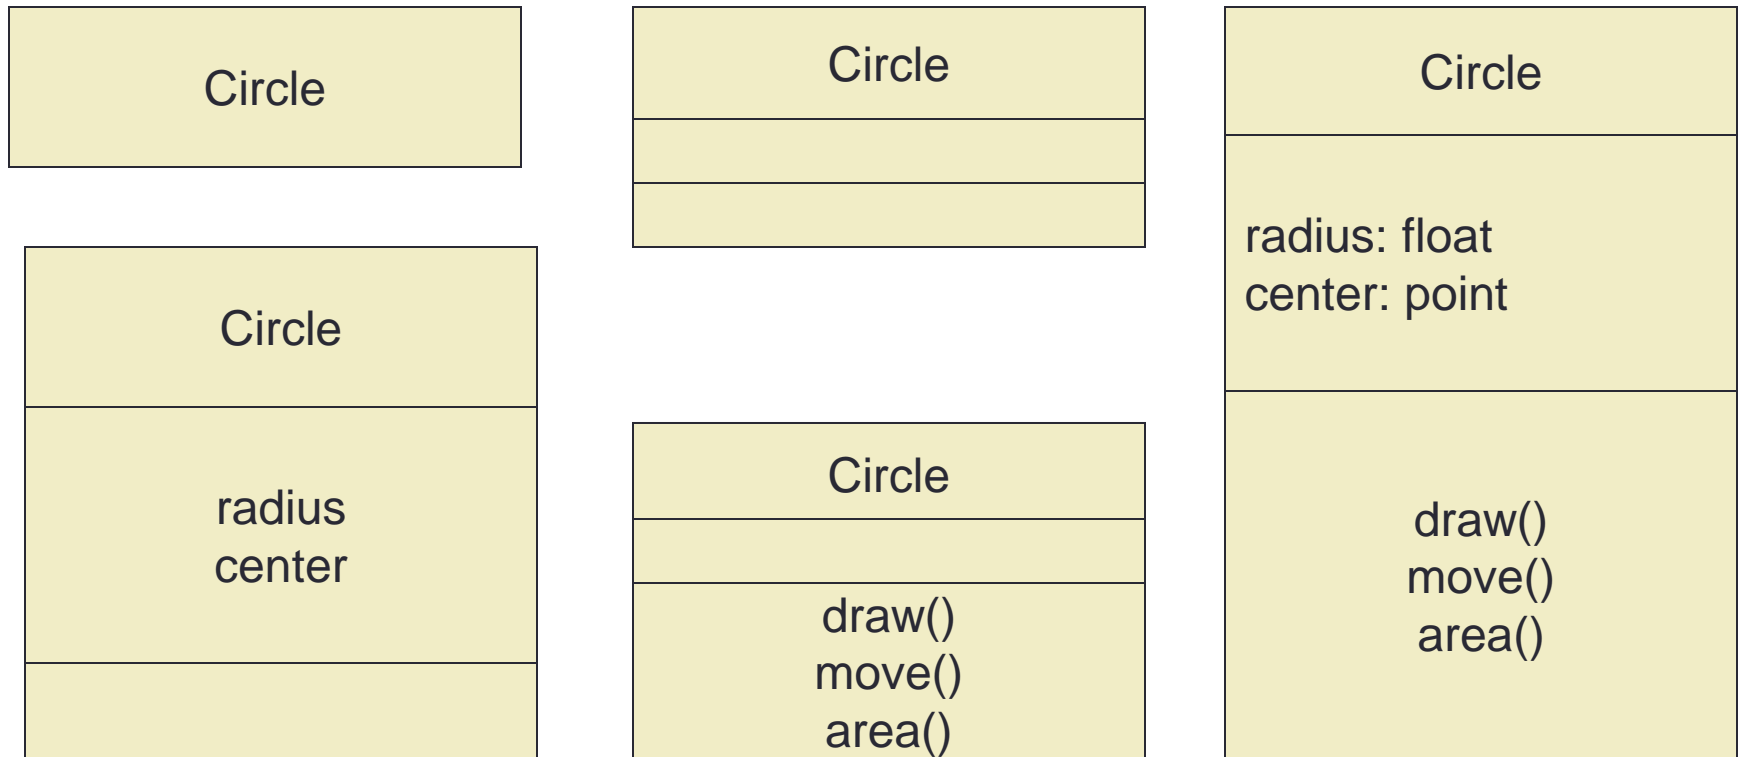 Circle
Circle
radius
center
Circle
Circle
draw()
move()
area()
Circle
radius: float
center: point
draw()
move()
area()